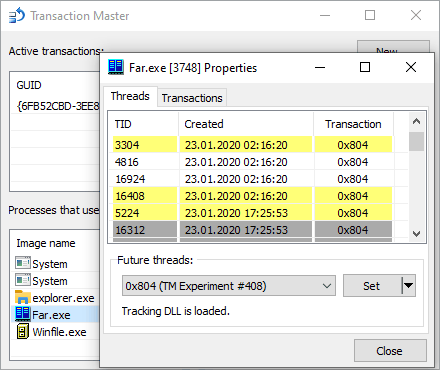 Transaction Master
Active transactions:
New...
GUID
{6FB52CBD-3EE8
Processes that use
Image name
System
System
explorer.exe
Far.exe
Winfile.exe
Far.exe [3748] Properties
Threads Transactions
TID Created Transaction
3304 23.01.2020 02:16:20 0x804
4816 23.01.2020 02:16:20 0x804
16924 23.01.2020 02:16:20 0x804
16408 23.01.2020 02:16:20 0x804
5224 23.01.2020 17:25:53 0x804
16312 23.01.2020 17:25:53 0x804
Future threads:
0x804 (TM Experiment #408) Set
Tracking DLL is loaded.
Close